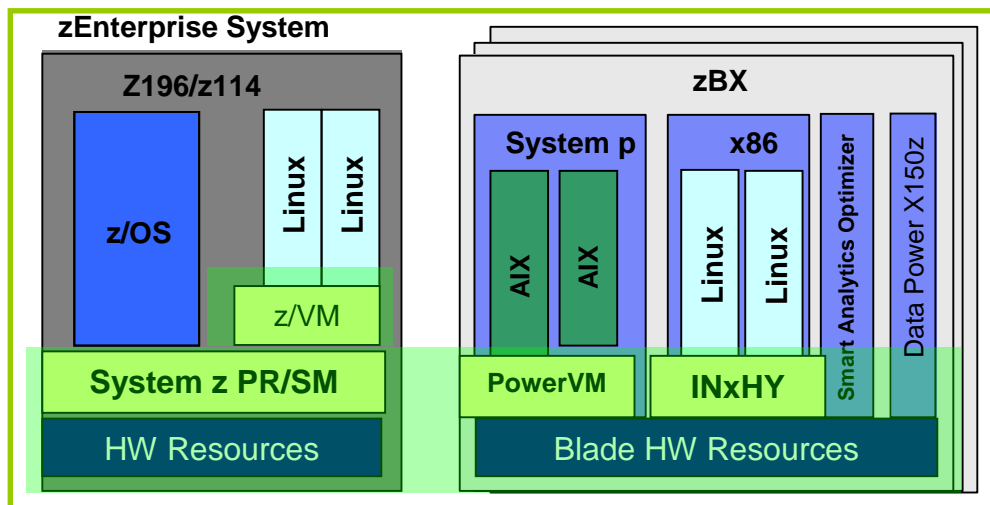 zEnterprise System
Z196/z114
z/OS
Linux
Linux
z/VM
System z PR/SM
HW Resources
zBX
System p
AIX
AIX
PowerVM
x86
Linux
Linux
INxHY
Smart Analytics Optimizer
Data Power X150z
Blade HW Resources